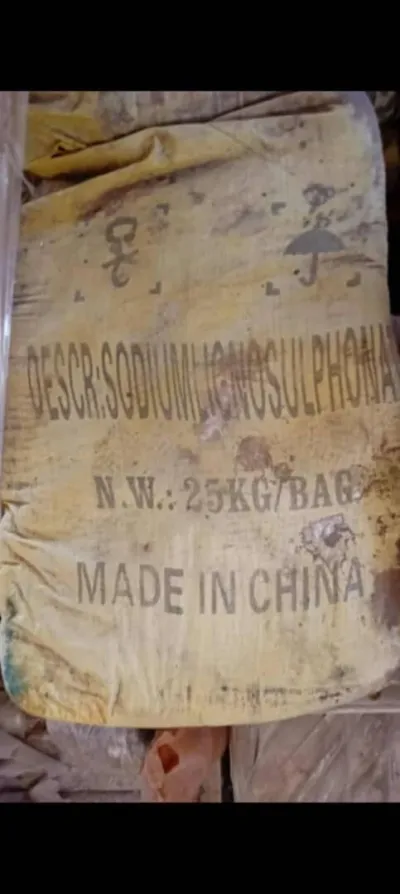 DESCR:SODIUMLIGNOSULPHONA
N.W.: 25KG/BAG
MADE IN CHINA